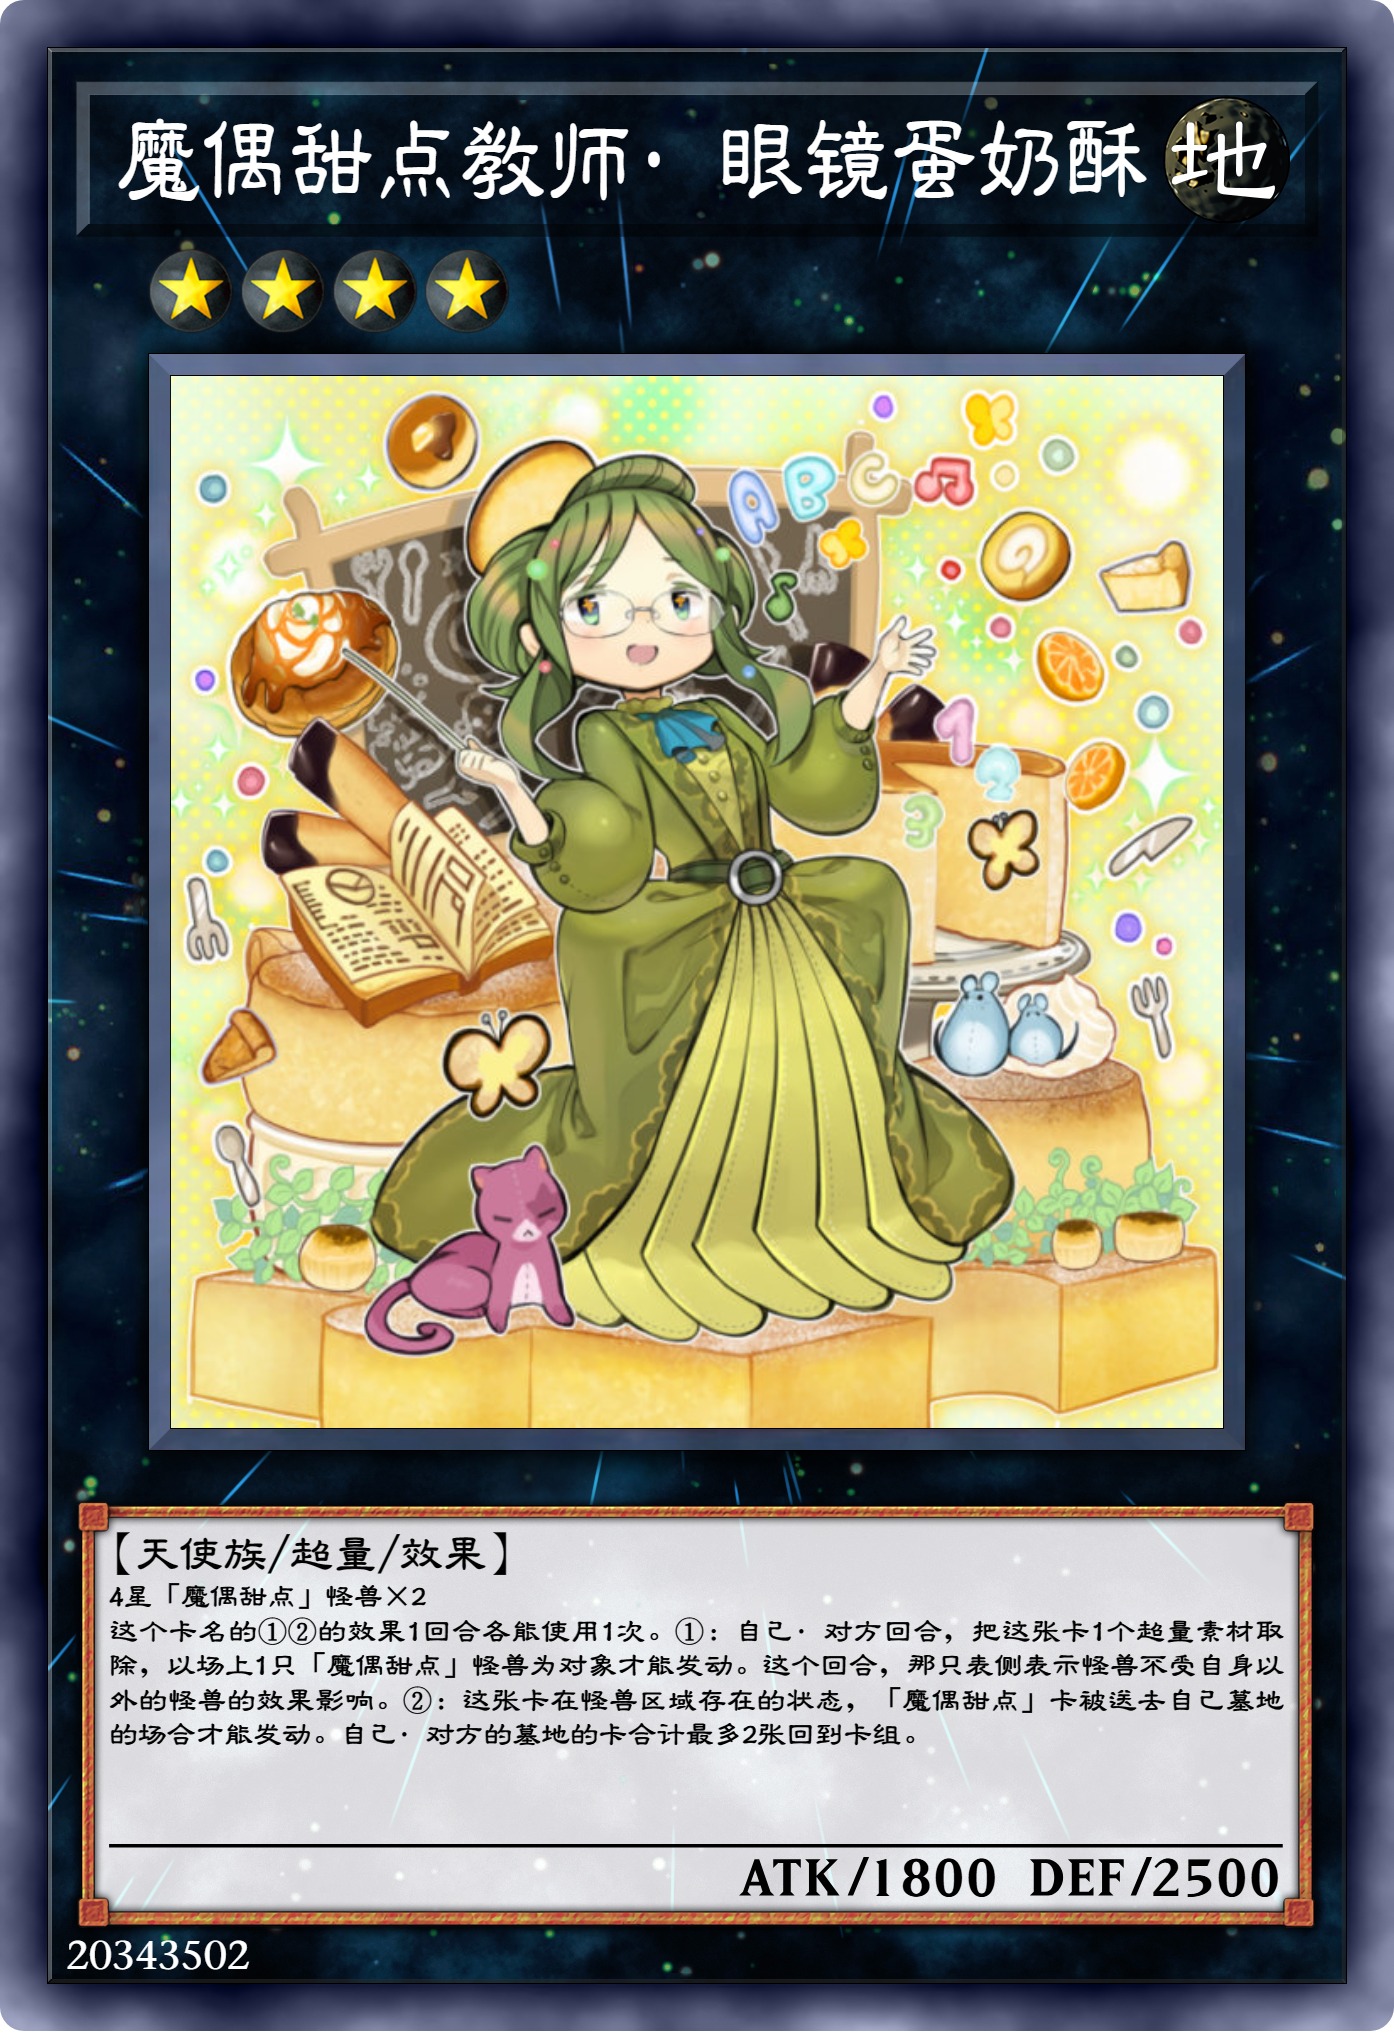 魔偶甜点教师·眼镜蛋奶酥 地
A B C
1
2
3
【天使族/超量/效果】
4星「魔偶甜点」怪兽×2
这个卡名的①②的效果1回合各能使用1次。①：自己·对方回合，把这张卡1个超量素材取
除，以场上1只「魔偶甜点」怪兽为对象才能发动。这个回合，那只表侧表示怪兽不受自身以
外的怪兽的效果影响。②：这张卡在怪兽区域存在的状态，「魔偶甜点」卡被送去自己墓地
的场合才能发动。自己·对方的墓地的卡合计最多2张回到卡组。
ATK/1800 DEF/2500
20343502